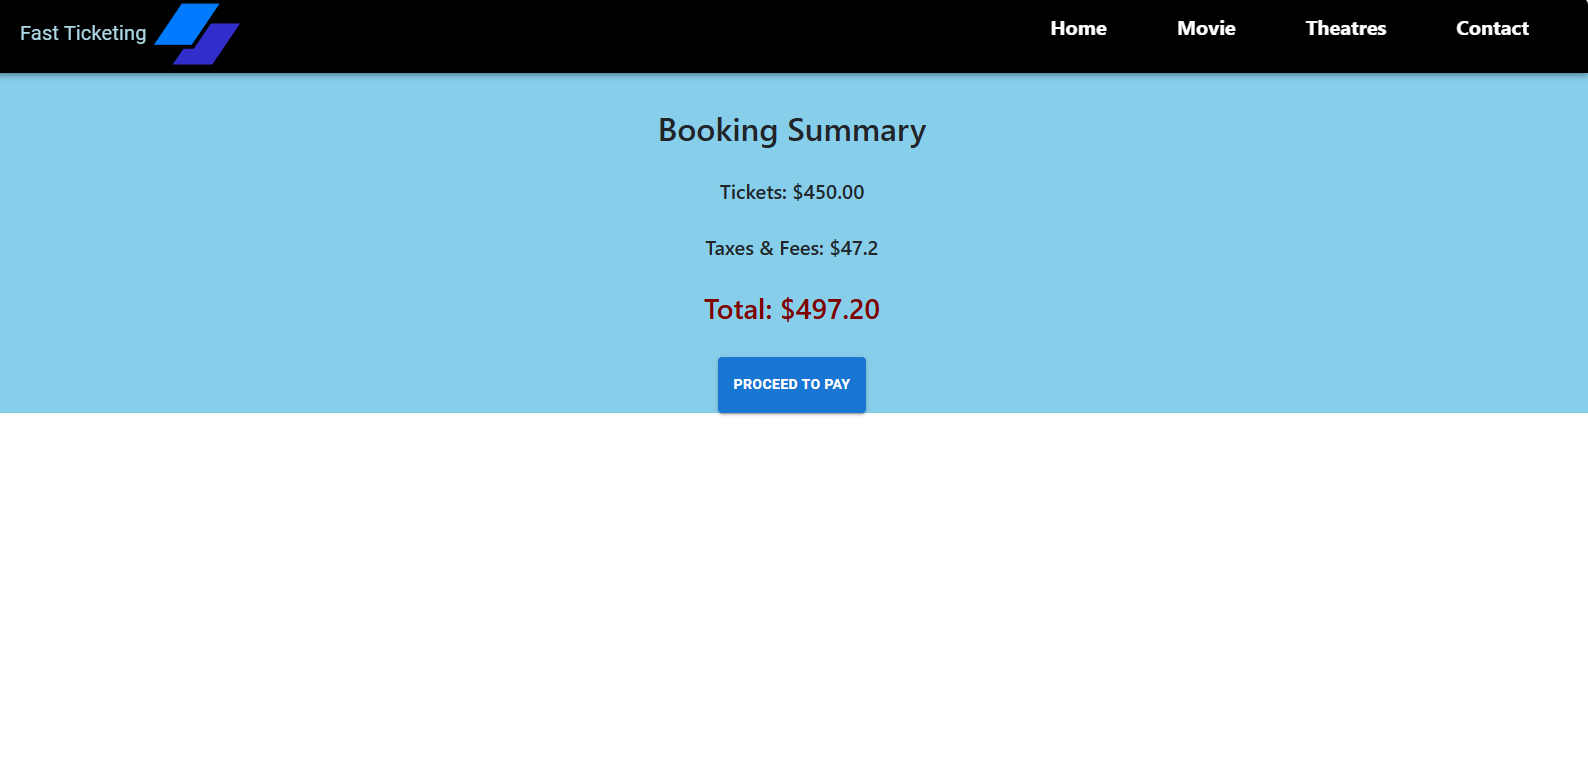 Fast Ticketing
Home Movie Theatres Contact
Booking Summary
Tickets: $450.00
Taxes & Fees: $47.2
Total: $497.20
PROCEED TO PAY